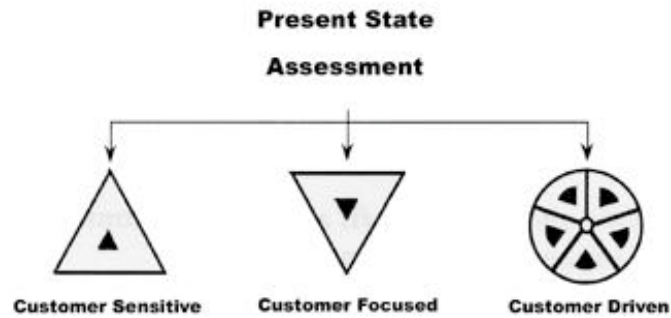 Present State
Assessment
Customer Sensitive
Customer Focused
Customer Driven